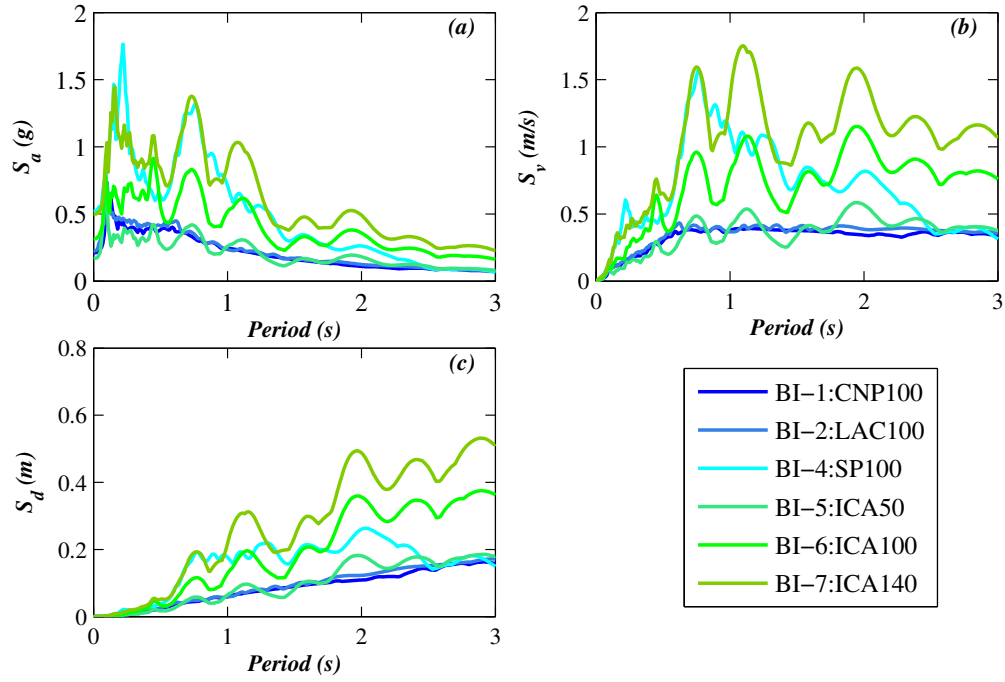 (a)
2
1.5
1
0.5
0
S_a (g)
0 1 2 3
Period (s)
(b)
2
1.5
1
0.5
0
S_v (m/s)
0 1 2 3
Period (s)
(c)
0.8
0.6
0.4
0.2
0
S_d (m)
0 1 2 3
Period (s)
BI−1:CNP100
BI−2:LAC100
BI−4:SP100
BI−5:ICA50
BI−6:ICA100
BI−7:ICA140